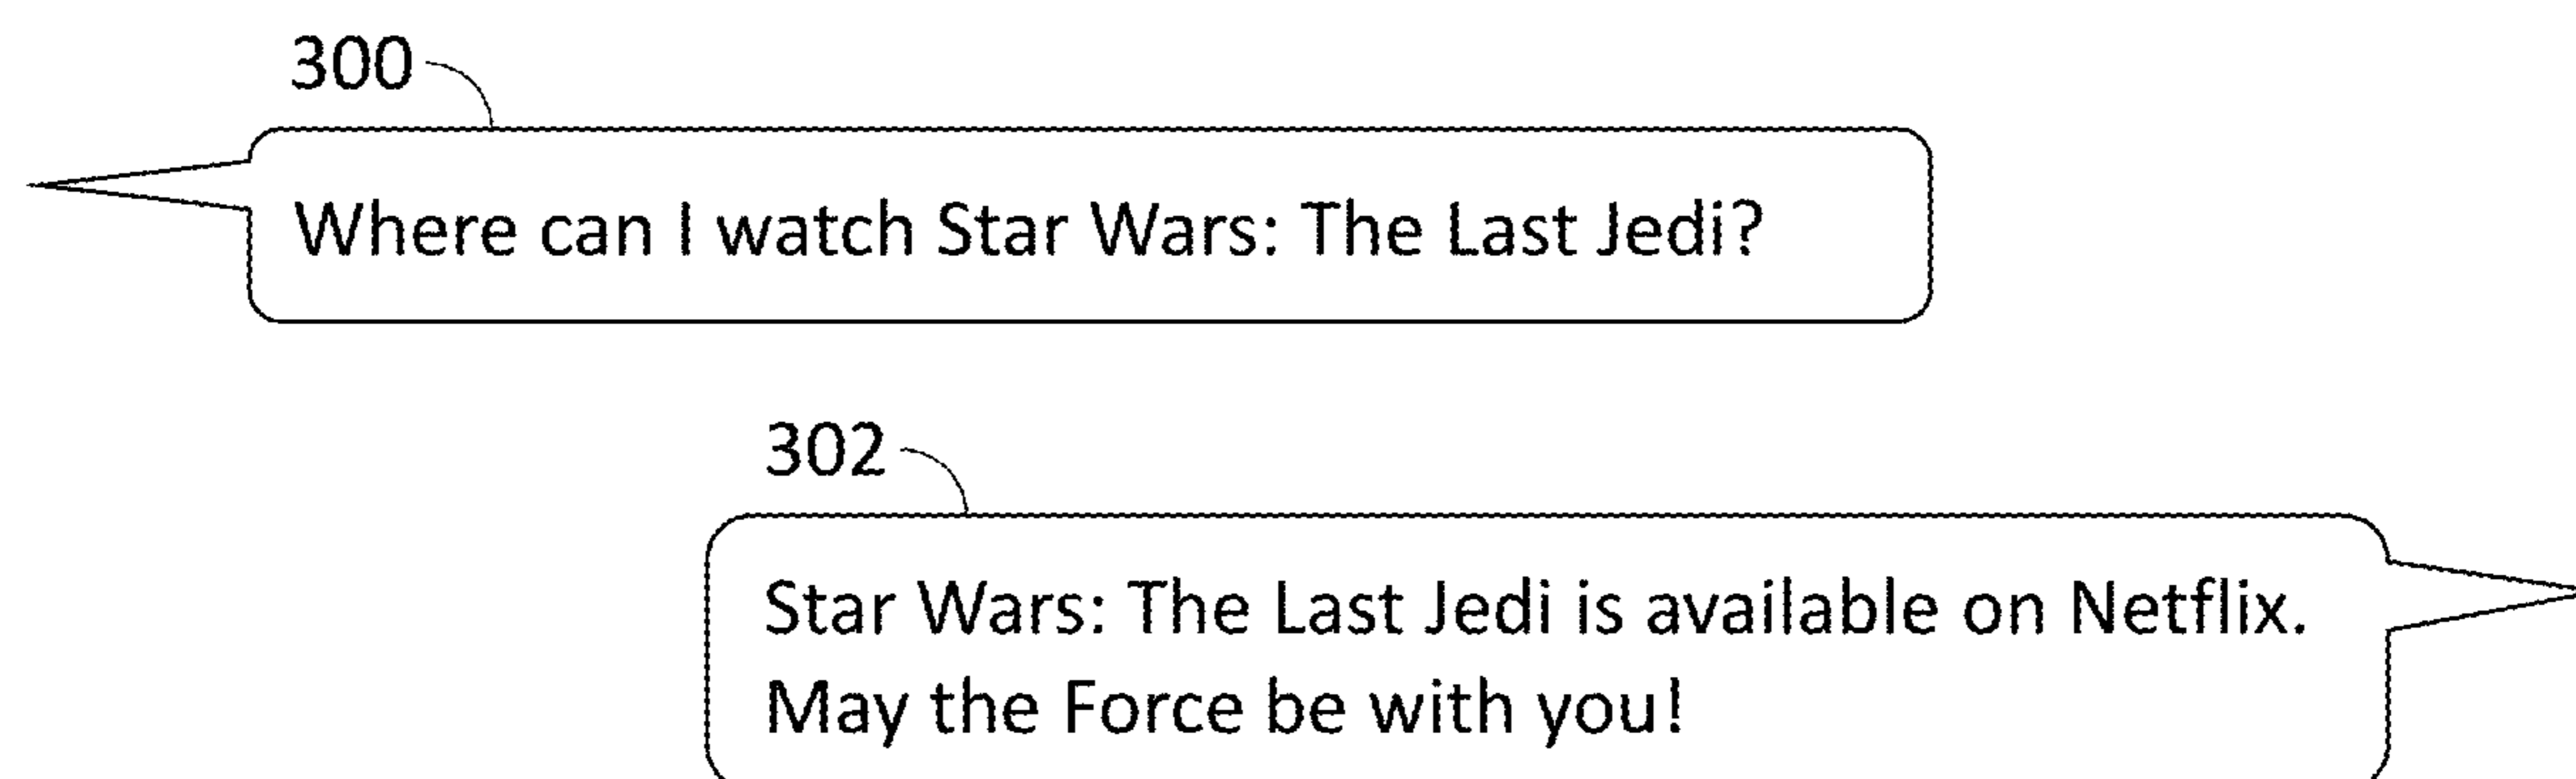 300
Where can I watch Star Wars: The Last Jedi?
302
Star Wars: The Last Jedi is available on Netflix.
May the Force be with you!